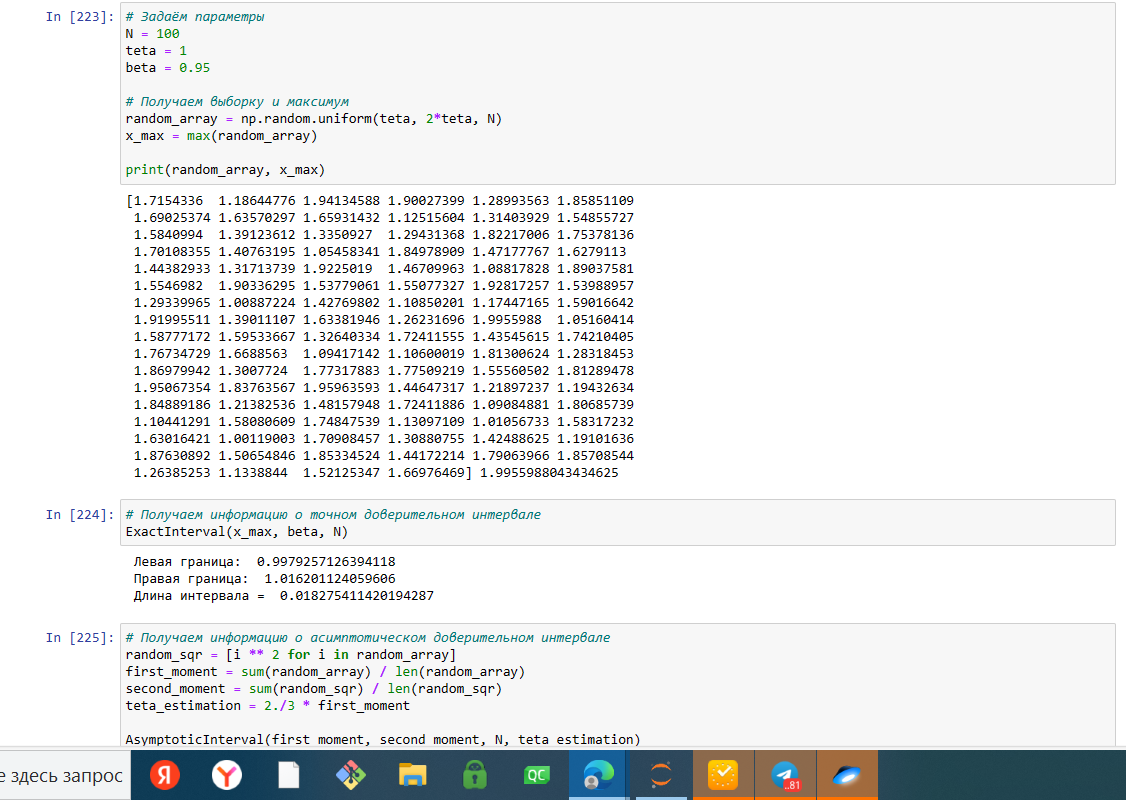 In [223]:
# Задаём параметры
N = 100
teta = 1
beta = 0.95
# Получаем выборку и максимум
random_array = np.random.uniform(teta, 2*teta, N)
x_max = max(random_array)
print(random_array, x_max)
[1.7154336  1.18644776 1.94134588 1.90027399 1.28993563 1.85851109
1.69025374 1.63570297 1.65931432 1.12515604 1.31403929 1.54855727
1.5840994  1.39123612 1.3350927  1.29431368 1.82217006 1.75378136
1.70108355 1.40763195 1.05458341 1.84978909 1.47177767 1.6279113
1.44382933 1.31713739 1.9225019  1.46709963 1.08817828 1.89037581
1.5546982  1.90336295 1.53779061 1.55077327 1.92817257 1.53988957
1.29339965 1.00887224 1.42769802 1.10850201 1.17447165 1.59016642
1.91995511 1.39011107 1.63381946 1.26231696 1.9955988  1.05160414
1.58777172 1.59533667 1.32640334 1.72411555 1.43545615 1.74210405
1.76734729 1.6688563  1.09417142 1.10600019 1.81300624 1.28318453
1.86979942 1.3007724  1.77317883 1.77509219 1.55560502 1.81289478
1.95067354 1.83763567 1.95963593 1.44647317 1.21897237 1.19432634
1.84889186 1.21382536 1.48157948 1.72411886 1.09084881 1.80685739
1.10441291 1.58080609 1.74847539 1.13097109 1.01056733 1.58317232
1.63016421 1.00119003 1.70908457 1.30880755 1.42488625 1.19101636
1.87630892 1.50654846 1.85334524 1.44172214 1.79063966 1.85708544
1.26385253 1.1338844  1.52125347 1.66976469] 1.9955988043434625
In [224]:
# Получаем информацию о точном доверительном интервале
ExactInterval(x_max, beta, N)
Левая граница:  0.9979257126394118
Правая граница:  1.016201124059606
Длина интервала =  0.018275411420194287
In [225]:
# Получаем информацию о асимптотическом доверительном интервале
random_sqr = [i ** 2 for i in random_array]
first_moment = sum(random_array) / len(random_array)
second_moment = sum(random_sqr) / len(random_sqr)
teta_estimation = 2./3 * first_moment
AsymptoticInterval(first_moment, second_moment, N, teta_estimation)
е здесь запрос
Я
Y
QC
81